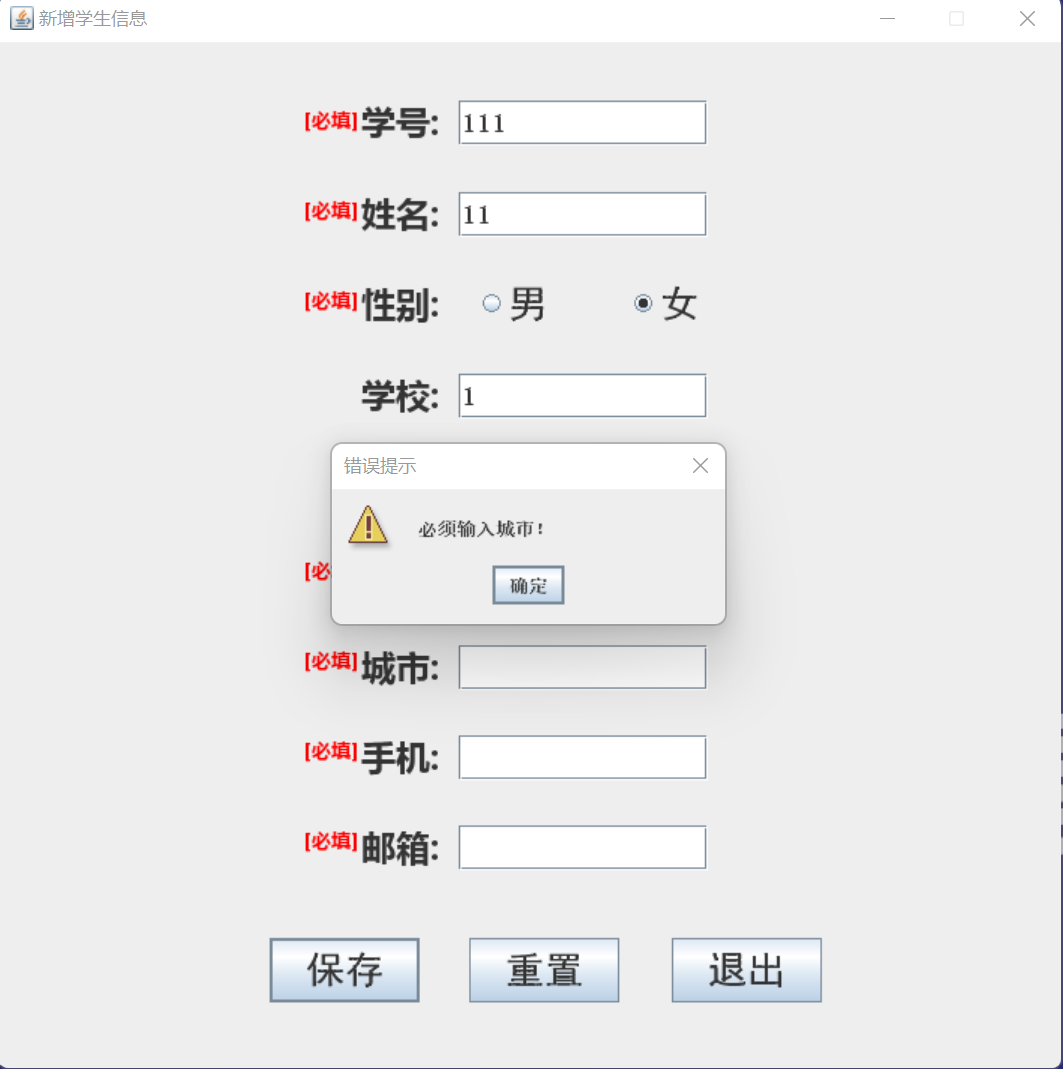 新增学生信息
[必填]学号: 111
[必填]姓名: 11
[必填]性别: 男 女
学校: 1
错误提示
必须输入城市!
确定
[必
[必填]城市:
[必填]手机:
[必填]邮箱:
保存 重置 退出